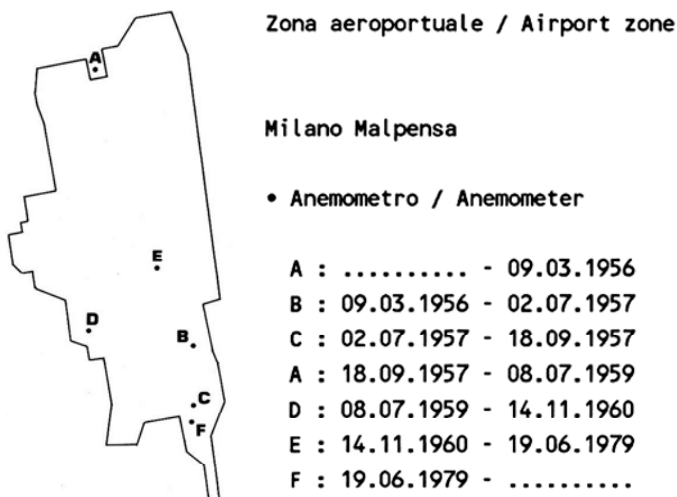 Zona aeroportuale / Airport zone
Milano Malpensa
• Anemometro / Anemometer
A : .......... - 09.03.1956
B : 09.03.1956 - 02.07.1957
C : 02.07.1957 - 18.09.1957
A : 18.09.1957 - 08.07.1959
D : 08.07.1959 - 14.11.1960
E : 14.11.1960 - 19.06.1979
F : 19.06.1979 - ..........
A
E
D
B
C
F